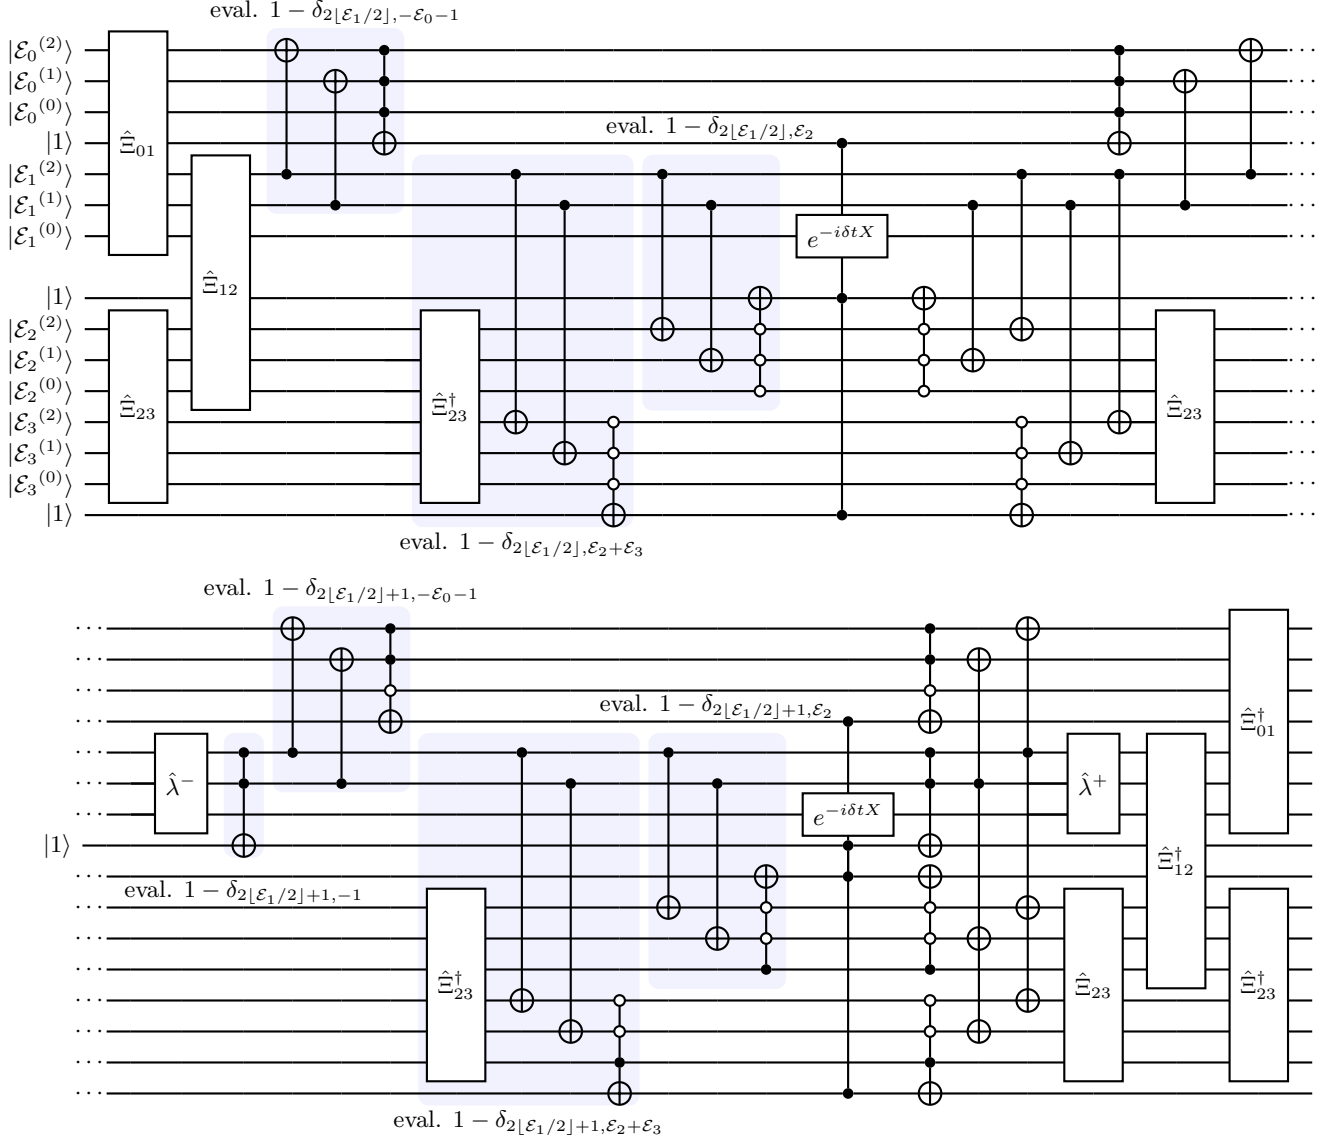 eval. 1 − δ_{2⌊ℰ₁/2⌋,−ℰ₀−1}
|ℰ₀⁽²⁾⟩ · · ·
|ℰ₀⁽¹⁾⟩ · · ·
|ℰ₀⁽⁰⁾⟩ · · ·
eval. 1 − δ_{2⌊ℰ₁/2⌋,ℰ₂}
|1⟩ Ξ̂₀₁ · · ·
|ℰ₁⁽²⁾⟩ · · ·
|ℰ₁⁽¹⁾⟩ · · ·
|ℰ₁⁽⁰⁾⟩ e^{−iδtX} · · ·
Ξ̂₁₂
|1⟩ · · ·
|ℰ₂⁽²⁾⟩ · · ·
|ℰ₂⁽¹⁾⟩ · · ·
|ℰ₂⁽⁰⁾⟩ · · ·
Ξ̂₂₃ Ξ̂†₂₃ Ξ̂₂₃
|ℰ₃⁽²⁾⟩ · · ·
|ℰ₃⁽¹⁾⟩ · · ·
|ℰ₃⁽⁰⁾⟩ · · ·
|1⟩ · · ·
eval. 1 − δ_{2⌊ℰ₁/2⌋,ℰ₂+ℰ₃}
eval. 1 − δ_{2⌊ℰ₁/2⌋+1,−ℰ₀−1}
· · ·
· · ·
· · ·
eval. 1 − δ_{2⌊ℰ₁/2⌋+1,ℰ₂}
· · · Ξ̂†₀₁
· · ·
· · · λ̂⁻ λ̂⁺
· · · e^{−iδtX}
|1⟩ Ξ̂†₁₂
· · ·
eval. 1 − δ_{2⌊ℰ₁/2⌋+1,−1}
· · ·
· · ·
· · ·
Ξ̂†₂₃ Ξ̂₂₃ Ξ̂†₂₃
· · ·
· · ·
· · ·
· · ·
eval. 1 − δ_{2⌊ℰ₁/2⌋+1,ℰ₂+ℰ₃}